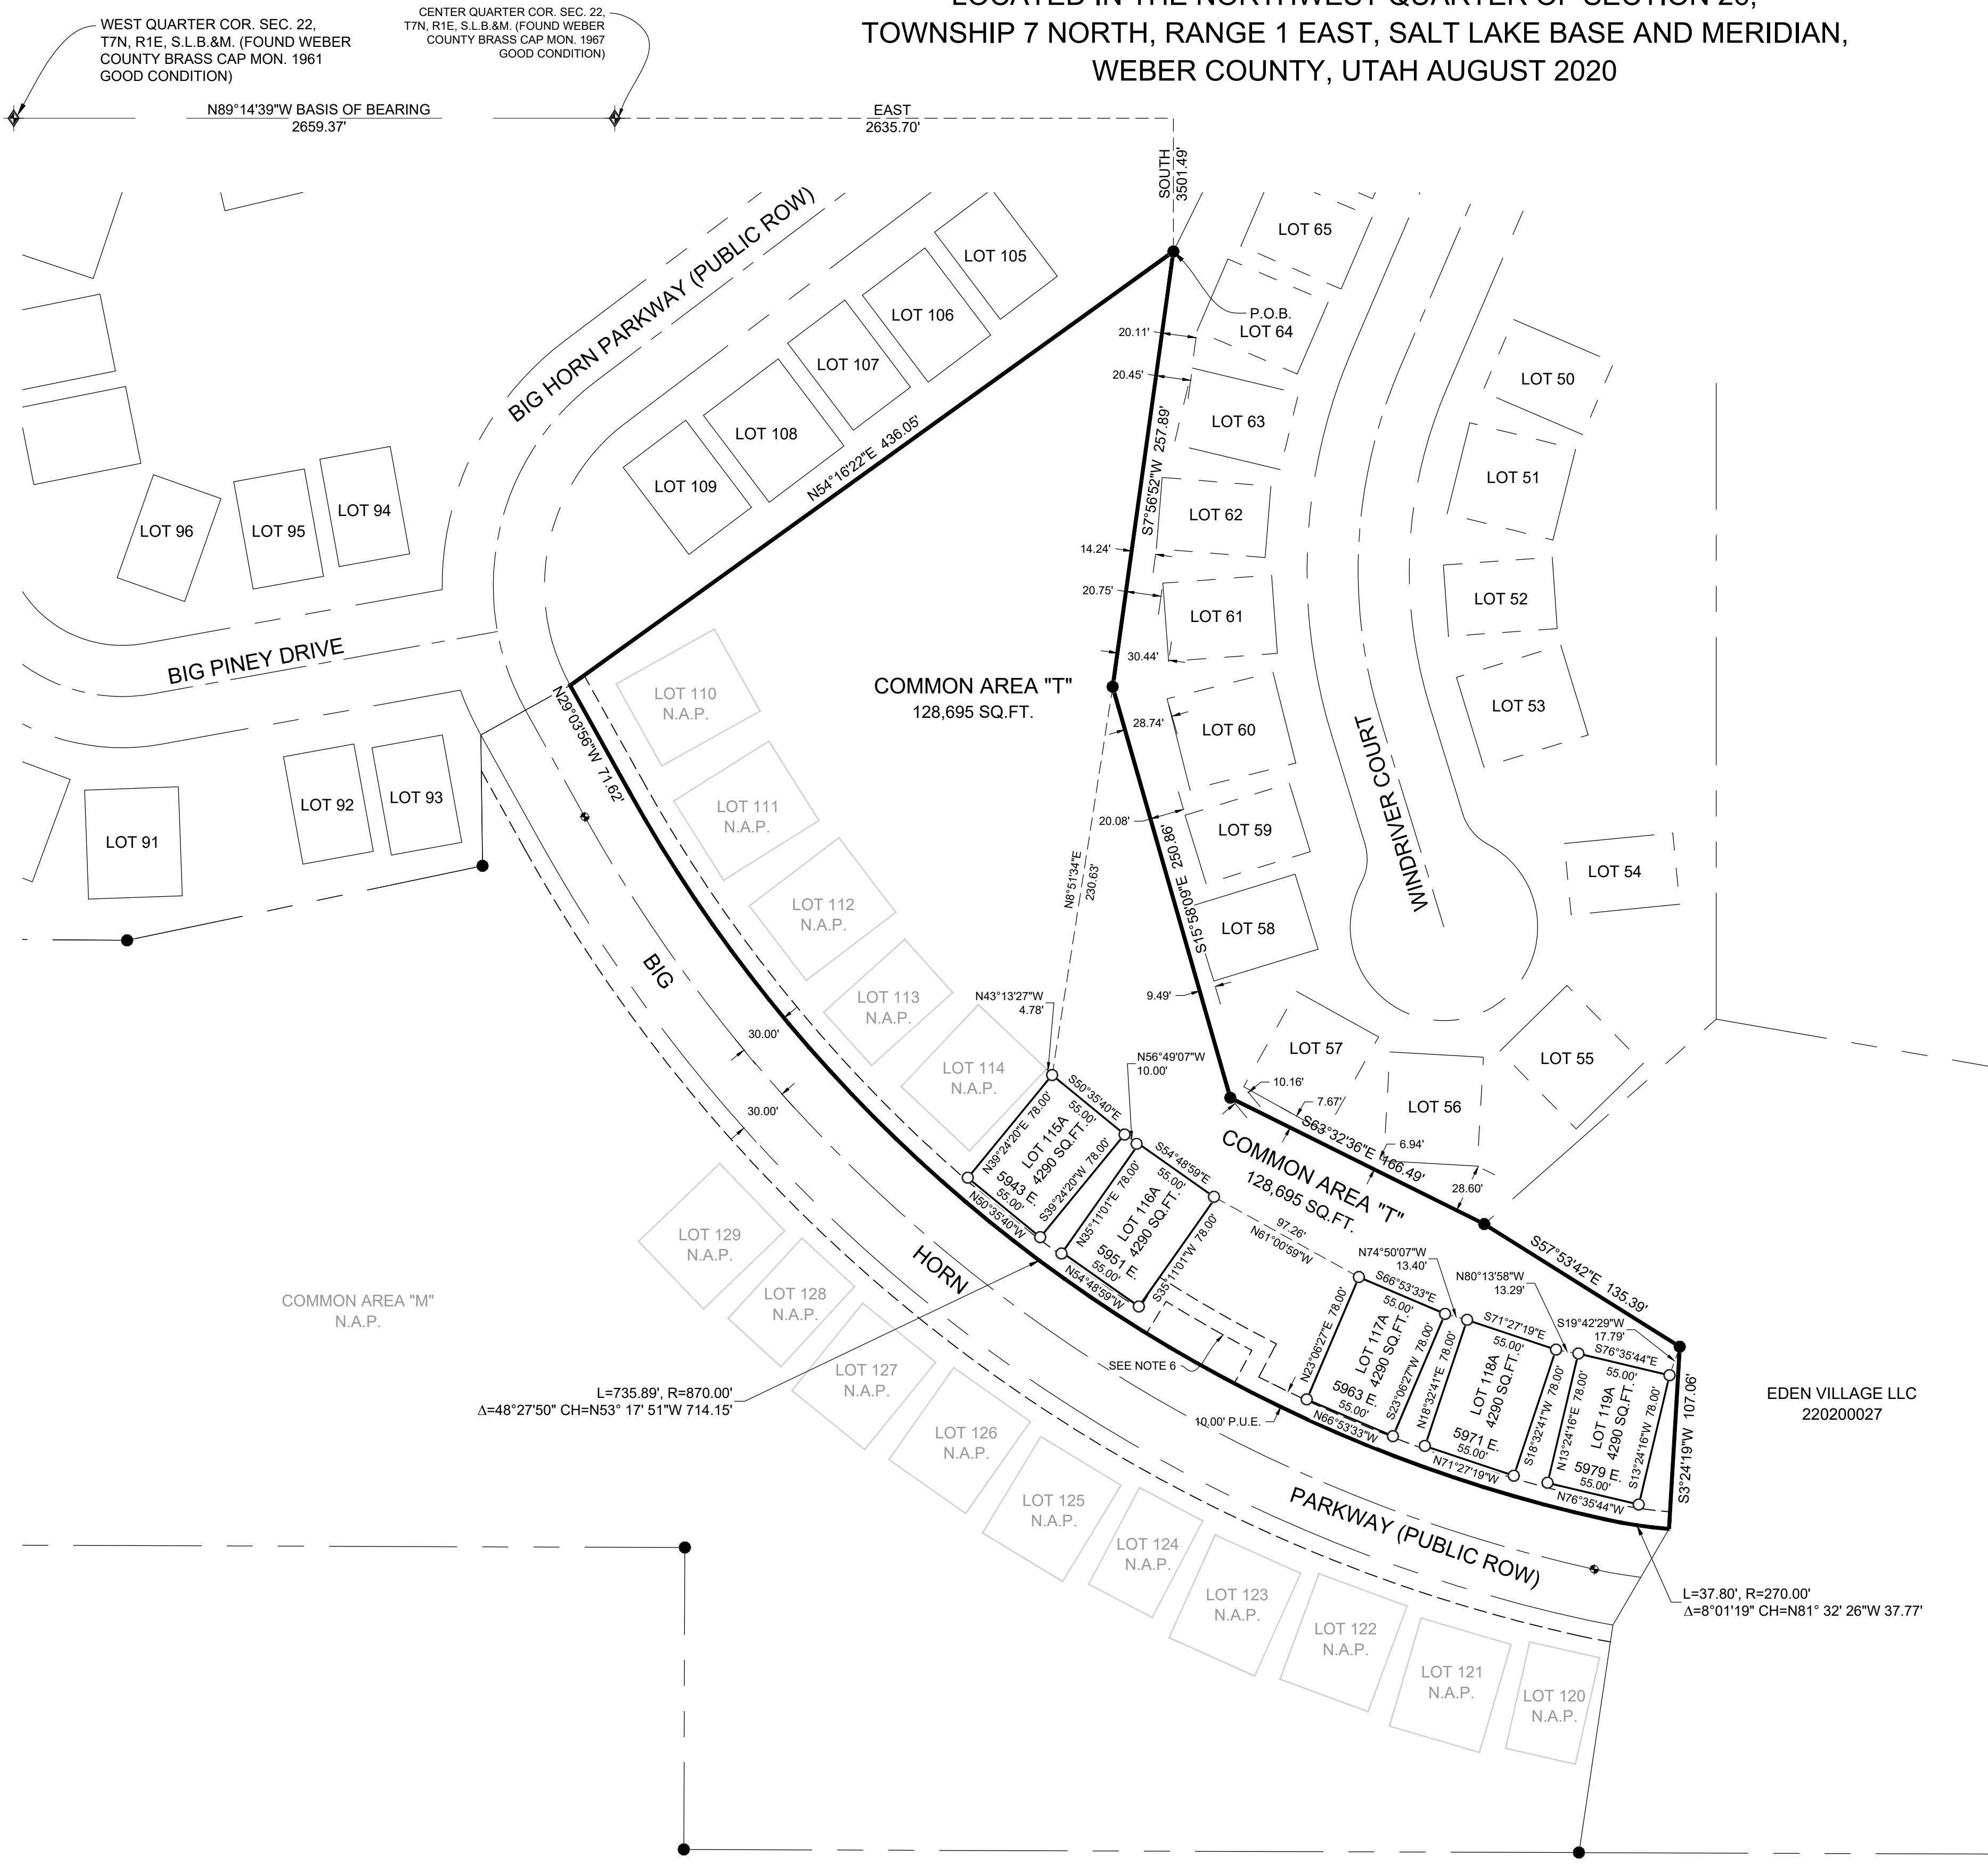 LOCATED IN THE NORTHWEST QUARTER OF SECTION 26,
TOWNSHIP 7 NORTH, RANGE 1 EAST, SALT LAKE BASE AND MERIDIAN,
WEBER COUNTY, UTAH AUGUST 2020
WEST QUARTER COR. SEC. 22,
T7N, R1E, S.L.B.&M. (FOUND WEBER
COUNTY BRASS CAP MON. 1961
GOOD CONDITION)
CENTER QUARTER COR. SEC. 22,
T7N, R1E, S.L.B.&M. (FOUND WEBER
COUNTY BRASS CAP MON. 1967
GOOD CONDITION)
N89°14'39"W BASIS OF BEARING
2659.37'
EAST
2635.70'
SOUTH
3501.49'
BIG HORN PARKWAY (PUBLIC ROW)
LOT 105
LOT 106
LOT 107
LOT 108
LOT 109
N54°16'22"E 436.05'
P.O.B.
LOT 65
LOT 64
LOT 63
LOT 62
LOT 61
LOT 60
LOT 59
LOT 58
LOT 57
LOT 56
LOT 55
LOT 54
LOT 53
LOT 52
LOT 51
LOT 50
20.11'
20.45'
S7°56'52"W 257.89'
14.24'
20.75'
30.44'
28.74'
20.08'
S15°58'09"E 250.86'
9.49'
WINDRIVER COURT
LOT 96
LOT 95
LOT 94
BIG PINEY DRIVE
LOT 91
LOT 92
LOT 93
N29°03'56"W 71.62'
COMMON AREA "T"
128,695 SQ.FT.
LOT 110
N.A.P.
LOT 111
N.A.P.
LOT 112
N.A.P.
LOT 113
N.A.P.
LOT 114
N.A.P.
N8°51'34"E
230.63'
N43°13'27"W
4.78'
N56°49'07"W
10.00'
10.16'
7.67'
S63°32'36"E 166.49'
6.94'
28.60'
BIG
30.00'
30.00'
HORN
PARKWAY (PUBLIC ROW)
S50°35'40"E
55.00'
N39°24'20"E 78.00'
LOT 115A
4290 SQ.FT.
5943 E.
55.00'
N50°35'40"W
S39°24'20"W 78.00'
S54°48'59"E
55.00'
N35°11'01"E 78.00'
LOT 116A
4290 SQ.FT.
5951 E.
55.00'
N54°48'59"W
S35°11'01"W 78.00'
COMMON AREA "T"
128,695 SQ.FT.
97.26'
N61°00'59"W
S57°53'42"E 135.39'
N74°50'07"W
13.40'
N80°13'58"W
13.29'
S19°42'29"W
17.79'
S66°53'33"E
55.00'
N23°06'27"E 78.00'
LOT 117A
4290 SQ.FT.
5963 E.
55.00'
N66°53'33"W
S23°06'27"W 78.00'
S71°27'19"E
55.00'
N18°32'41"E 78.00'
LOT 118A
4290 SQ.FT.
5971 E.
55.00'
N71°27'19"W
S18°32'41"W 78.00'
S76°35'44"E
55.00'
N13°24'16"E 78.00'
LOT 119A
4290 SQ.FT.
5979 E.
55.00'
N76°35'44"W
S13°24'16"W 78.00'
S3°24'19"W 107.06'
EDEN VILLAGE LLC
220200027
SEE NOTE 6
10.00' P.U.E.
L=735.89', R=870.00'
Δ=48°27'50" CH=N53° 17' 51"W 714.15'
L=37.80', R=270.00'
Δ=8°01'19" CH=N81° 32' 26"W 37.77'
COMMON AREA "M"
N.A.P.
LOT 129
N.A.P.
LOT 128
N.A.P.
LOT 127
N.A.P.
LOT 126
N.A.P.
LOT 125
N.A.P.
LOT 124
N.A.P.
LOT 123
N.A.P.
LOT 122
N.A.P.
LOT 121
N.A.P.
LOT 120
N.A.P.